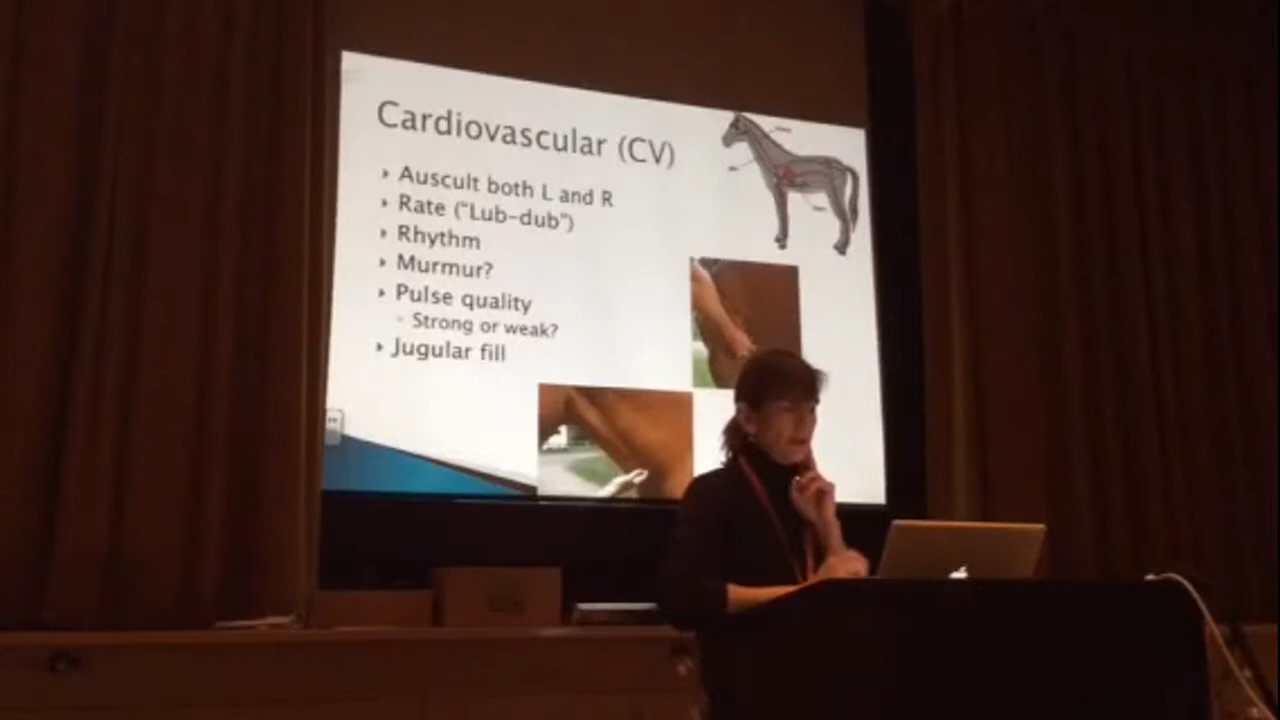 Cardiovascular (CV)
Auscult both L and R
Rate ("Lub-dub")
Rhythm
Murmur?
Pulse quality
Strong or weak?
Jugular fill